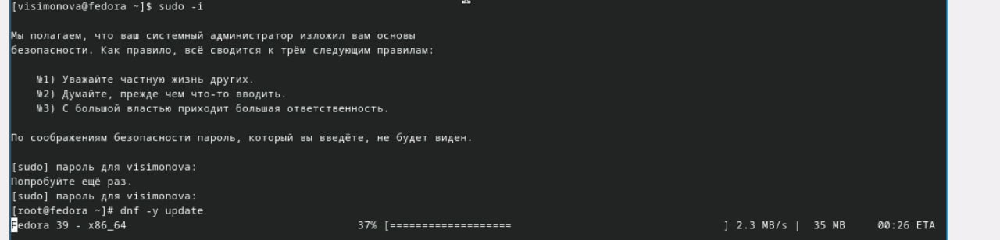 [visimonova@fedora ~]$ sudo -i
Мы полагаем, что ваш системный администратор изложил вам основы
безопасности. Как правило, всё сводится к трём следующим правилам:
№1) Уважайте частную жизнь других.
№2) Думайте, прежде чем что-то вводить.
№3) С большой властью приходит большая ответственность.
По соображениям безопасности пароль, который вы введёте, не будет виден.
[sudo] пароль для visimonova:
Попробуйте ещё раз.
[sudo] пароль для visimonova:
[root@fedora ~]# dnf -y update
Fedora 39 - x86_64 37% [=================== ] 2.3 MB/s | 35 MB 00:26 ETA